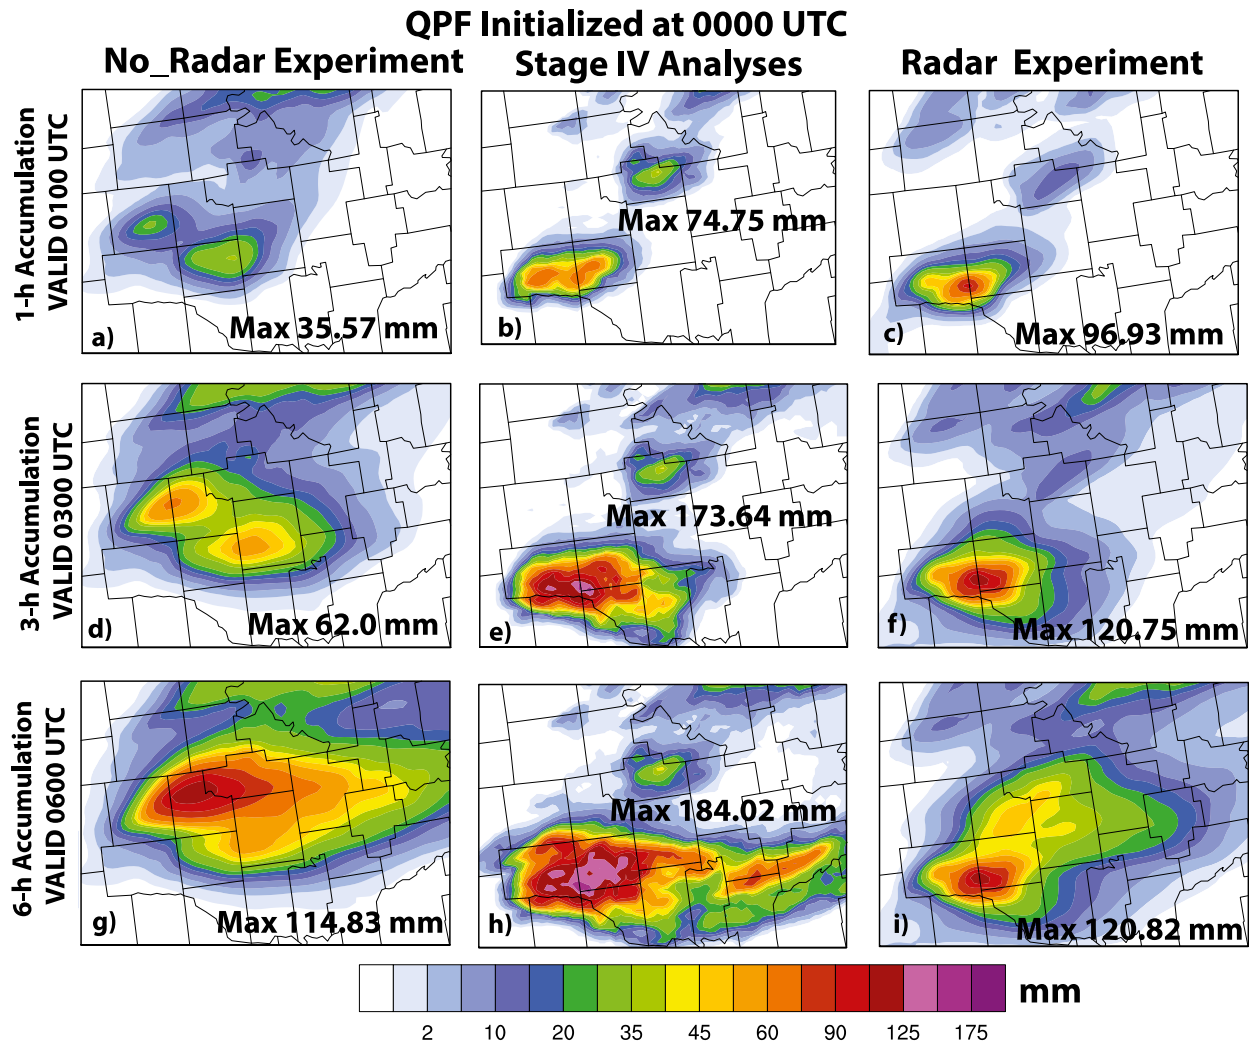 QPF Initialized at 0000 UTC
No_Radar Experiment
Stage IV Analyses
Radar Experiment
1-h Accumulation
VALID 0100 UTC
a)
Max 35.57 mm
b)
Max 74.75 mm
c)
Max 96.93 mm
3-h Accumulation
VALID 0300 UTC
d)
Max 62.0 mm
e)
Max 173.64 mm
f)
Max 120.75 mm
6-h Accumulation
VALID 0600 UTC
g)
Max 114.83 mm
h)
Max 184.02 mm
i)
Max 120.82 mm
2 10 20 35 45 60 90 125 175
mm